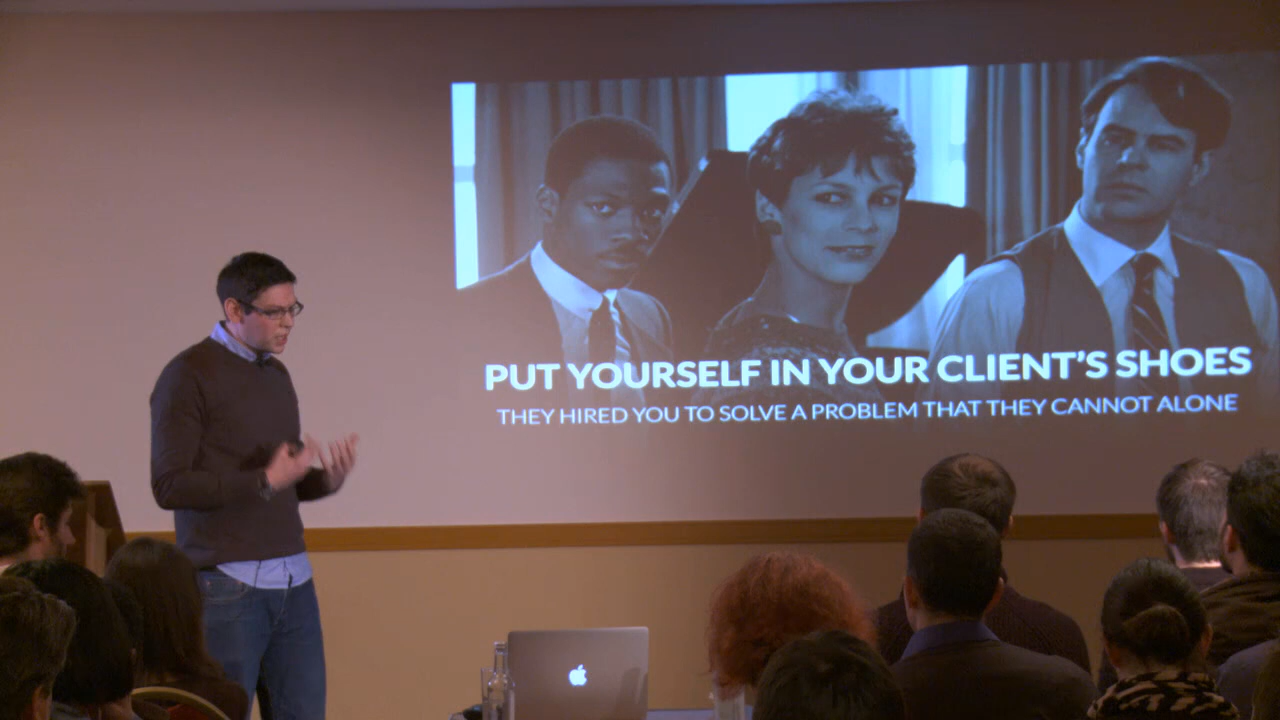 PUT YOURSELF IN YOUR CLIENT'S SHOES
THEY HIRED YOU TO SOLVE A PROBLEM THAT THEY CANNOT ALONE